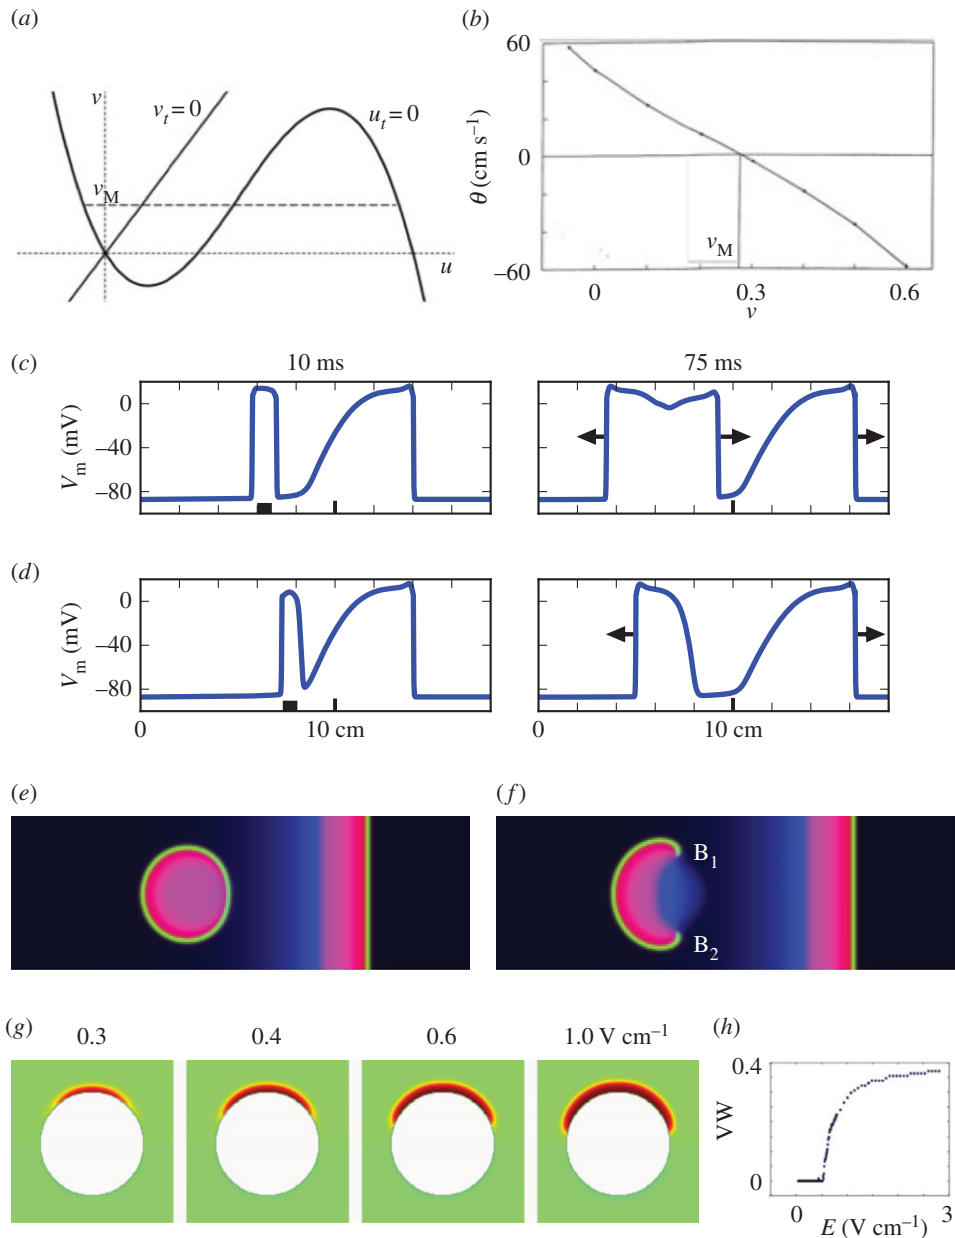 (a)
v
v_t = 0
u_t = 0
v_M
u
(b)
60
0
−60
θ (cm s⁻¹)
v_M
0
0.3
0.6
v
(c)
10 ms
75 ms
0
−40
−80
V_m (mV)
(d)
0
−40
−80
V_m (mV)
0
10 cm
0
10 cm
(e)
(f)
B₁
B₂
(g)
0.3
0.4
0.6
1.0 V cm⁻¹
(h)
0.4
VW
0
0
3
E (V cm⁻¹)